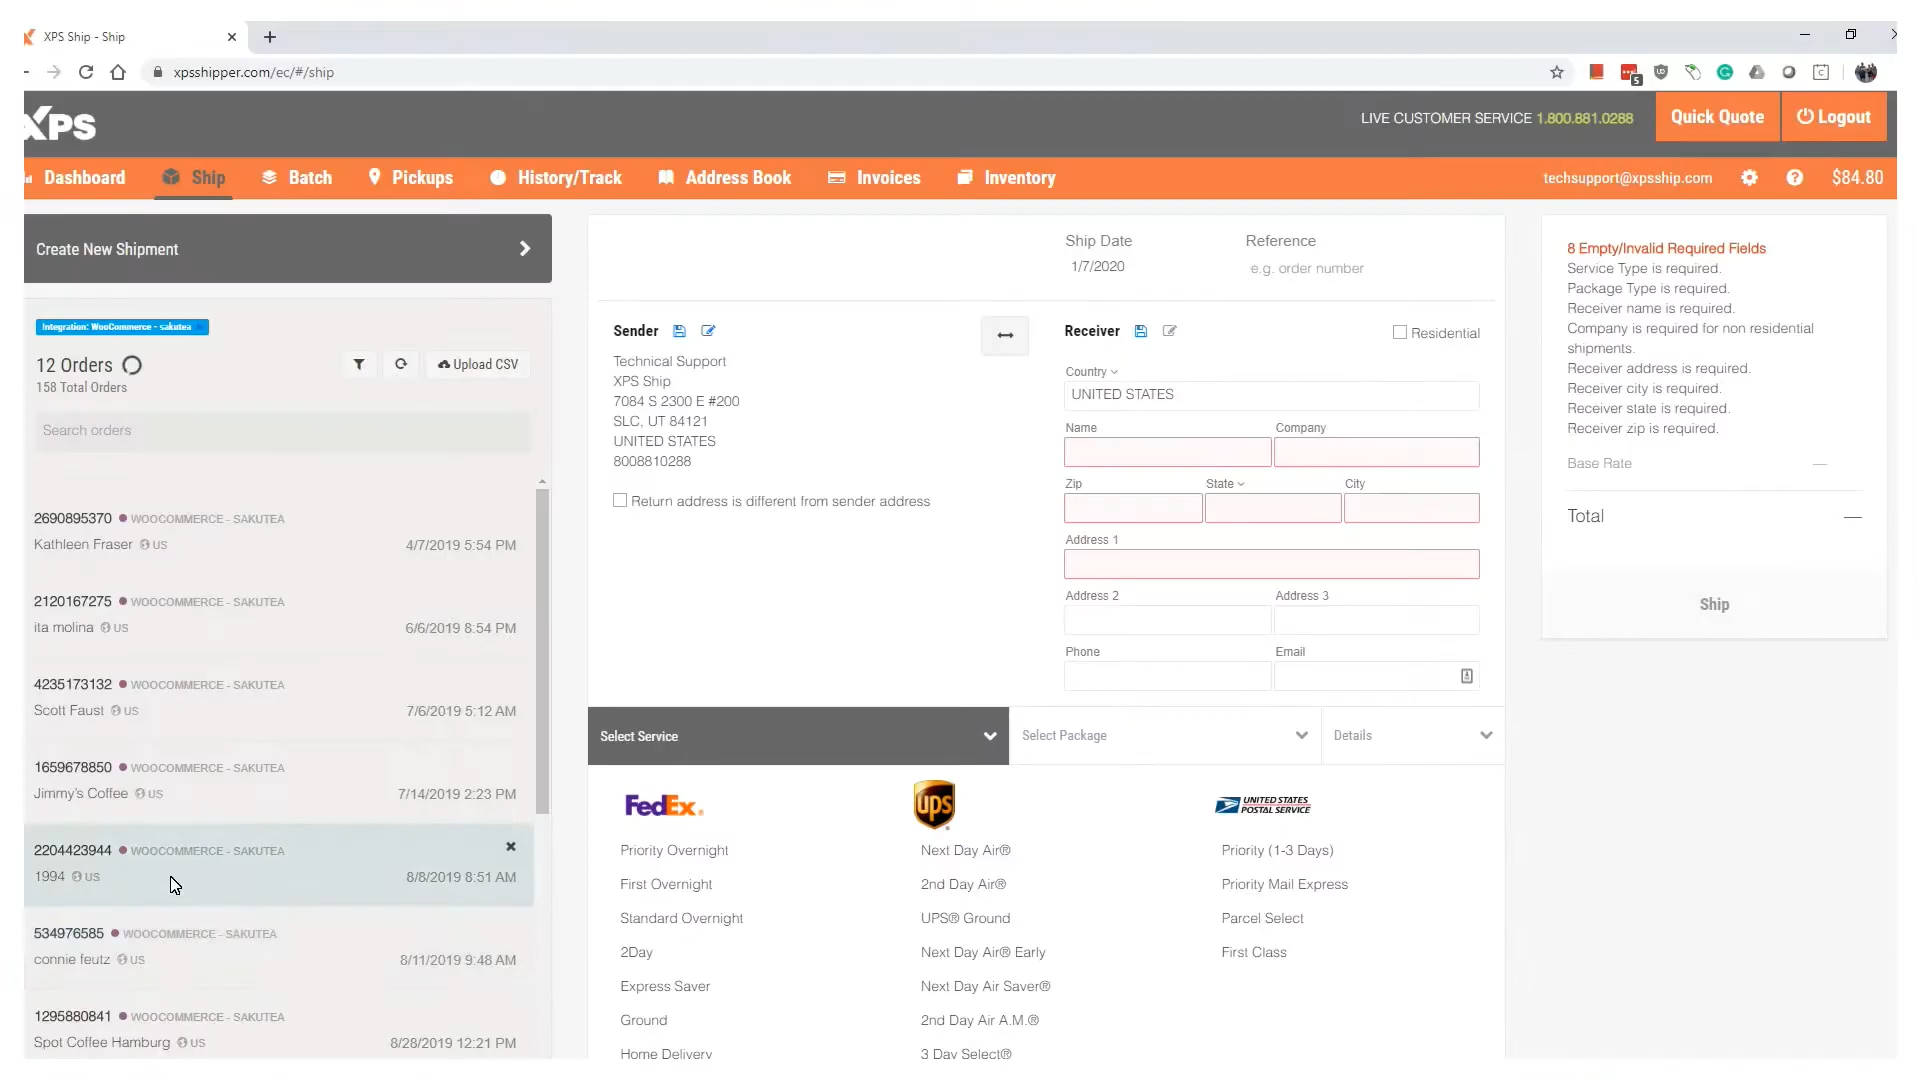 XPS Ship - Ship
xpsshipper.com/ec/#/ship
5
XPS
LIVE CUSTOMER SERVICE 1.800.881.0288
Quick Quote
Logout
Dashboard
Ship
Batch
Pickups
History/Track
Address Book
Invoices
Inventory
techsupport@xpsship.com
$84.80
Create New Shipment
Integration: WooCommerce - sakutea
12 Orders
158 Total Orders
Upload CSV
Search orders
2690895370 WOOCOMMERCE - SAKUTEA
Kathleen Fraser US 4/7/2019 5:54 PM
2120167275 WOOCOMMERCE - SAKUTEA
ita molina US 6/6/2019 8:54 PM
4235173132 WOOCOMMERCE - SAKUTEA
Scott Faust US 7/6/2019 5:12 AM
1659678850 WOOCOMMERCE - SAKUTEA
Jimmy's Coffee US 7/14/2019 2:23 PM
2204423944 WOOCOMMERCE - SAKUTEA
1994 US 8/8/2019 8:51 AM
534976585 WOOCOMMERCE - SAKUTEA
connie feutz US 8/11/2019 9:48 AM
1295880841 WOOCOMMERCE - SAKUTEA
Spot Coffee Hamburg US 8/28/2019 12:21 PM
Ship Date
1/7/2020
Reference
e.g. order number
Sender
Technical Support
XPS Ship
7084 S 2300 E #200
SLC, UT 84121
UNITED STATES
8008810288
Return address is different from sender address
Receiver
Residential
Country
UNITED STATES
Name Company
Zip State City
Address 1
Address 2 Address 3
Phone Email
Select Service
Select Package
Details
FedEx
Priority Overnight
First Overnight
Standard Overnight
2Day
Express Saver
Ground
Home Delivery
ups
Next Day Air®
2nd Day Air®
UPS® Ground
Next Day Air® Early
Next Day Air Saver®
2nd Day Air A.M.®
3 Day Select®
UNITED STATES
POSTAL SERVICE
Priority (1-3 Days)
Priority Mail Express
Parcel Select
First Class
8 Empty/Invalid Required Fields
Service Type is required.
Package Type is required.
Receiver name is required.
Company is required for non residential
shipments.
Receiver address is required.
Receiver city is required.
Receiver state is required.
Receiver zip is required.
Base Rate —
Total —
Ship